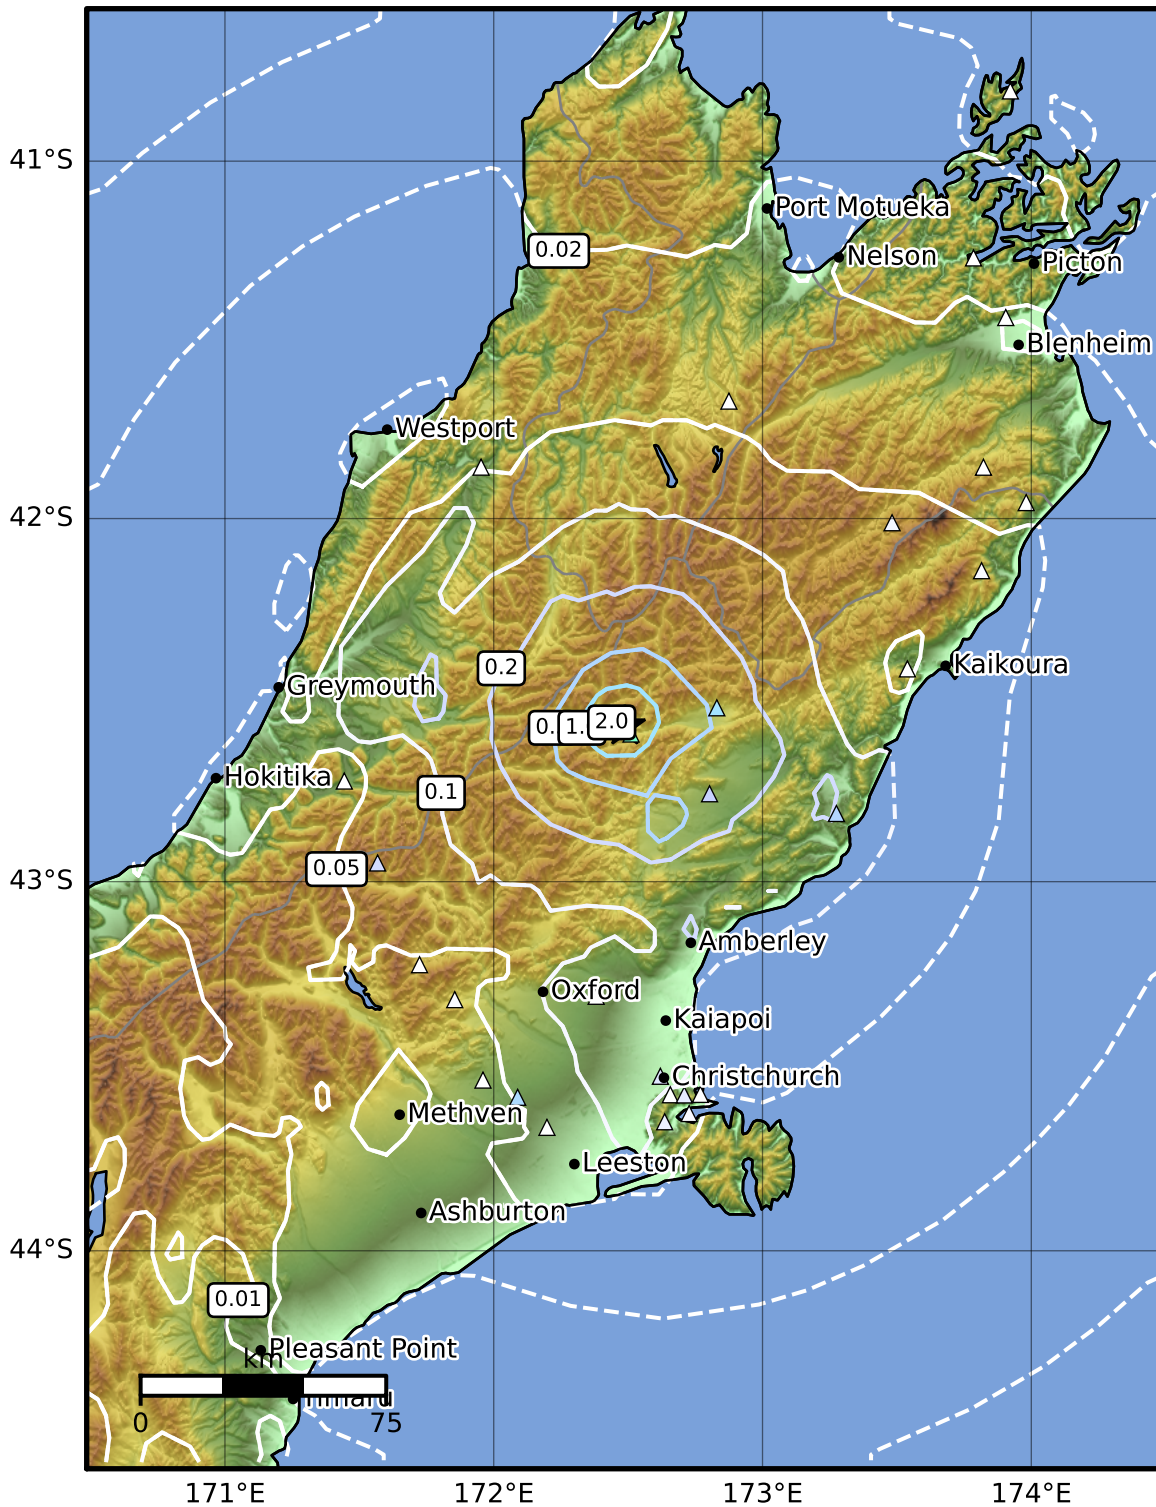 41°S
Port Motueka
0.02
Nelson
Picton
Blenheim
Westport
42°S
0.2
Kaikoura
Greymouth
0.
1.
2.0
Hokitika
0.1
43°S
0.05
Amberley
Oxford
Kaiapoi
Christchurch
Methven
Leeston
Ashburton
44°S
0.01
Pleasant Point
km
0
75
171°E
172°E
173°E
174°E